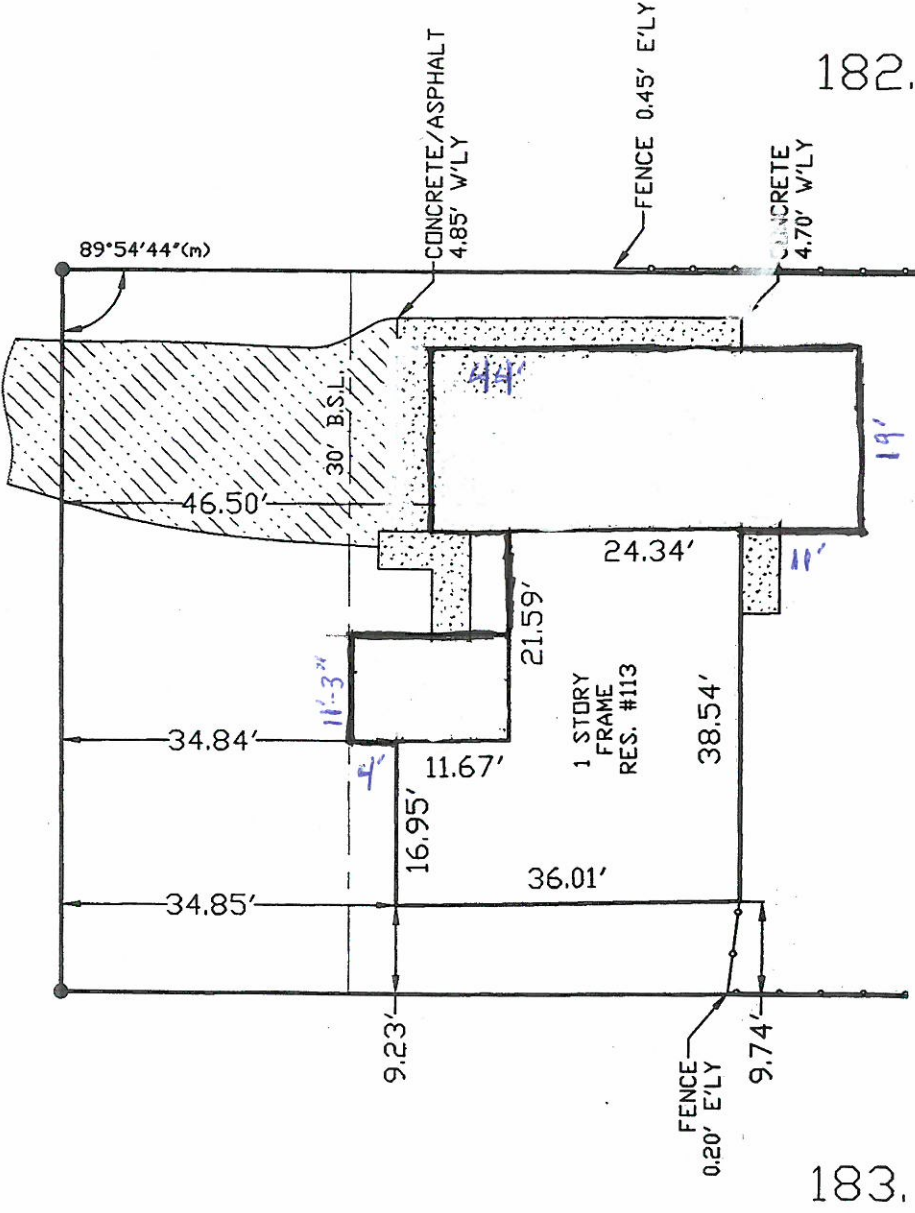 89°54'44"(m)
CONCRETE/ASPHALT
4.85' W'LY
FENCE 0.45' E'LY
182.
CONCRETE
4.70' W'LY
30' B.S.L.
44'
46.50'
19'
24.34'
11'
21.59'
11'-3"
34.84'
4'
11.67'
1 STORY
FRAME
RES. #113
38.54'
16.95'
36.01'
34.85'
9.23'
FENCE
0.20' E'LY
9.74'
183.